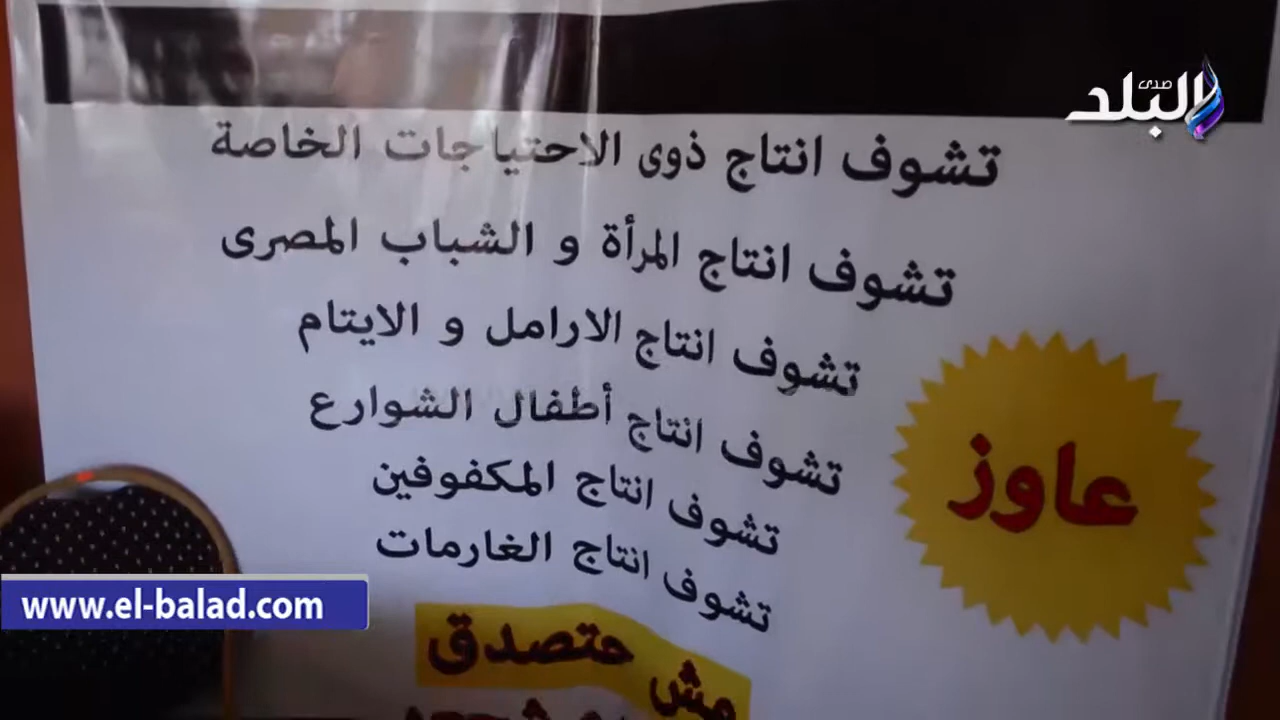 صدى البلد
تشوف انتاج ذوى الاحتياجات الخاصة
تشوف انتاج المرأة و الشباب المصرى
تشوف انتاج الارامل و الايتام
تشوف انتاج أطفال الشوارع
عاوز
تشوف انتاج المكفوفين
تشوف انتاج الغارمات
www.el-balad.com
مش حتصدق